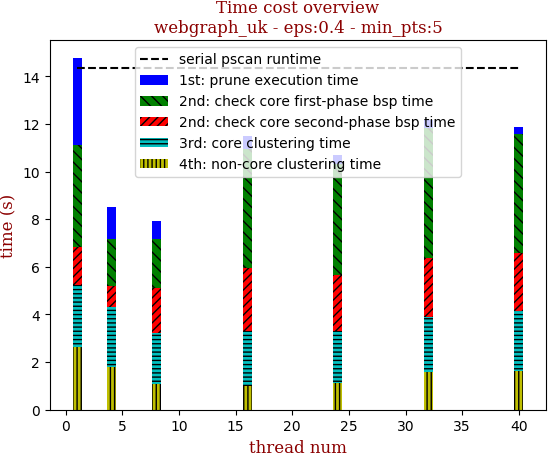 Time cost overview
webgraph_uk - eps:0.4 - min_pts:5
serial pscan runtime
1st: prune execution time
2nd: check core first-phase bsp time
2nd: check core second-phase bsp time
3rd: core clustering time
4th: non-core clustering time
time (s)
14
12
10
8
6
4
2
0
0 5 10 15 20 25 30 35 40
thread num